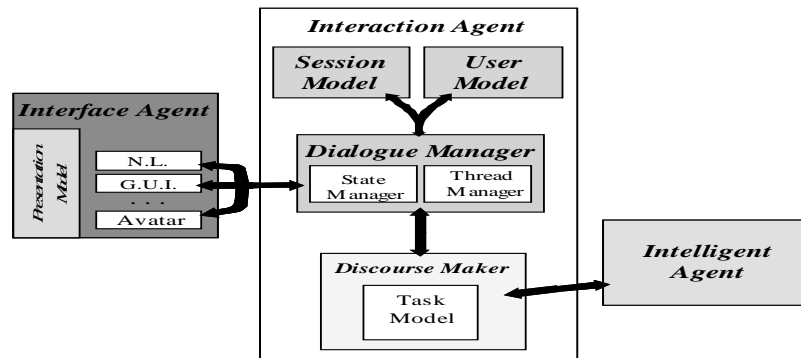 Interaction Agent
Session
Model
User
Model
Interface Agent
Presentation
Model
N.L.
G.U.I.
. . .
Avatar
Dialogue Manager
State
Manager
Thread
Manager
Discourse Maker
Task
Model
Intelligent
Agent